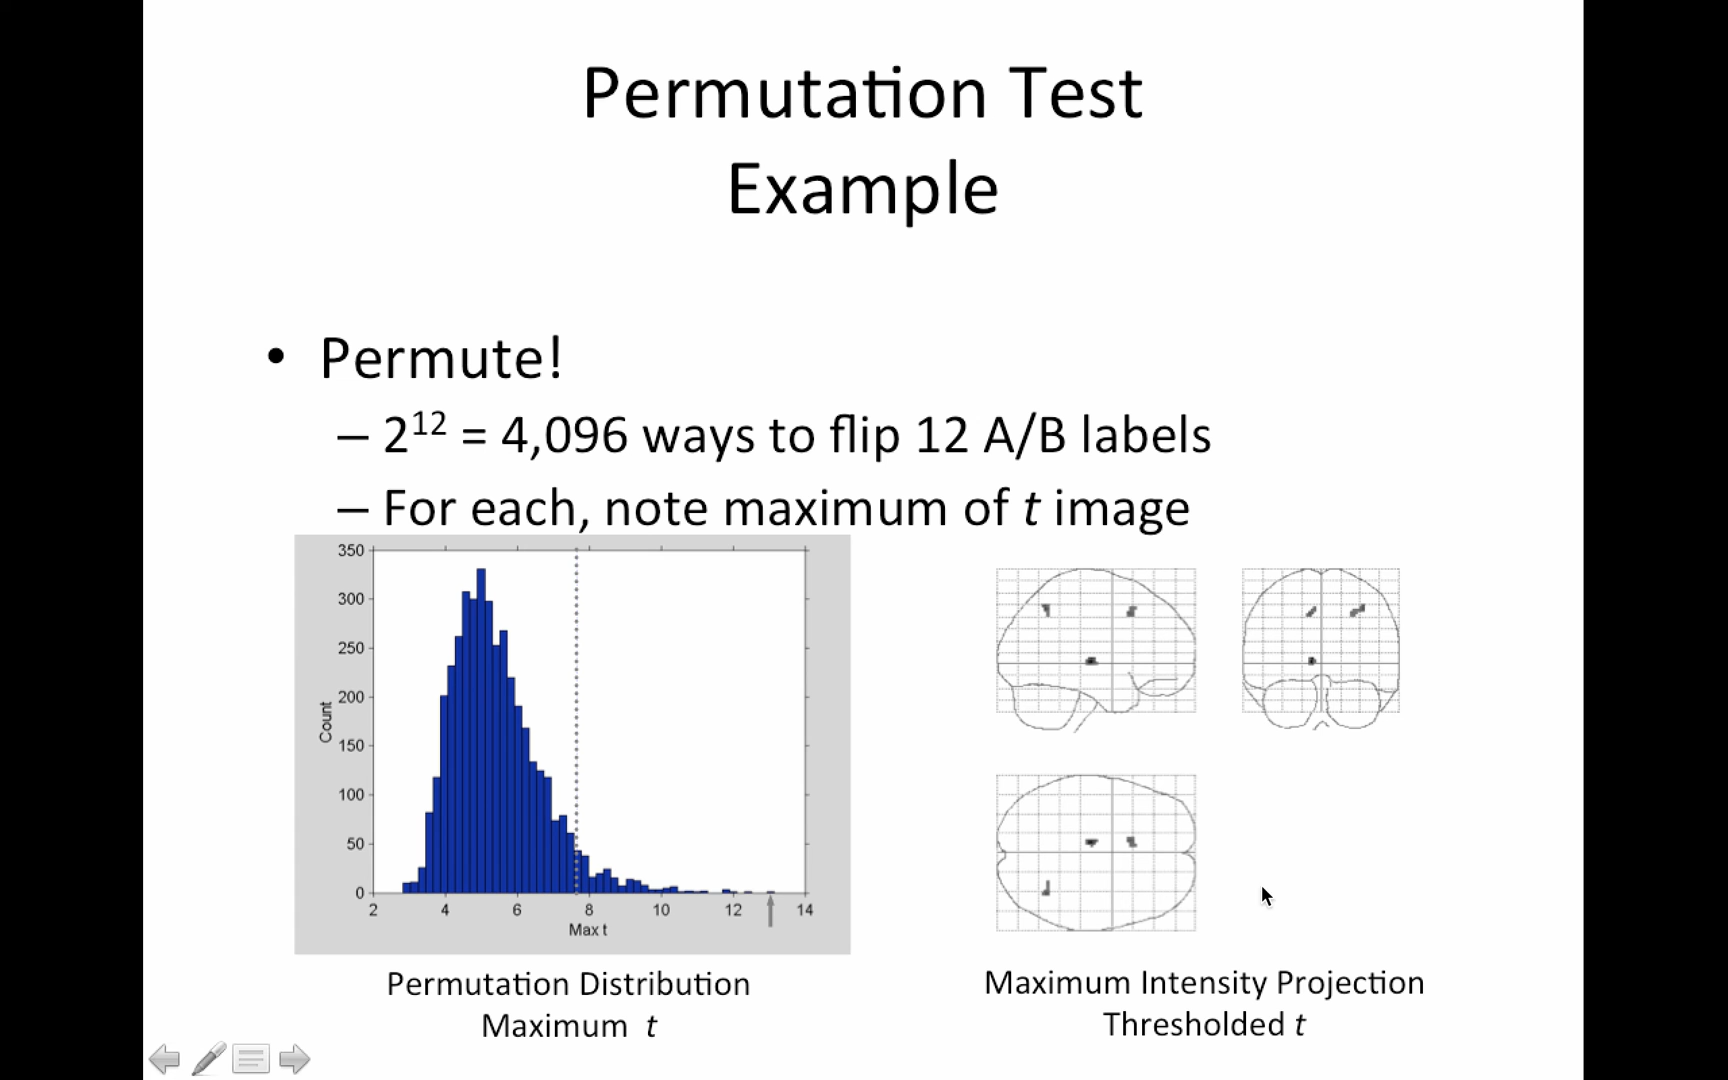 Permutation Test
Example
• Permute!
– 2¹² = 4,096 ways to flip 12 A/B labels
– For each, note maximum of t image
350
300
250
200
150
100
50
0
Count
2 4 6 8 10 12 14
Max t
Permutation Distribution
Maximum t
Maximum Intensity Projection
Thresholded t